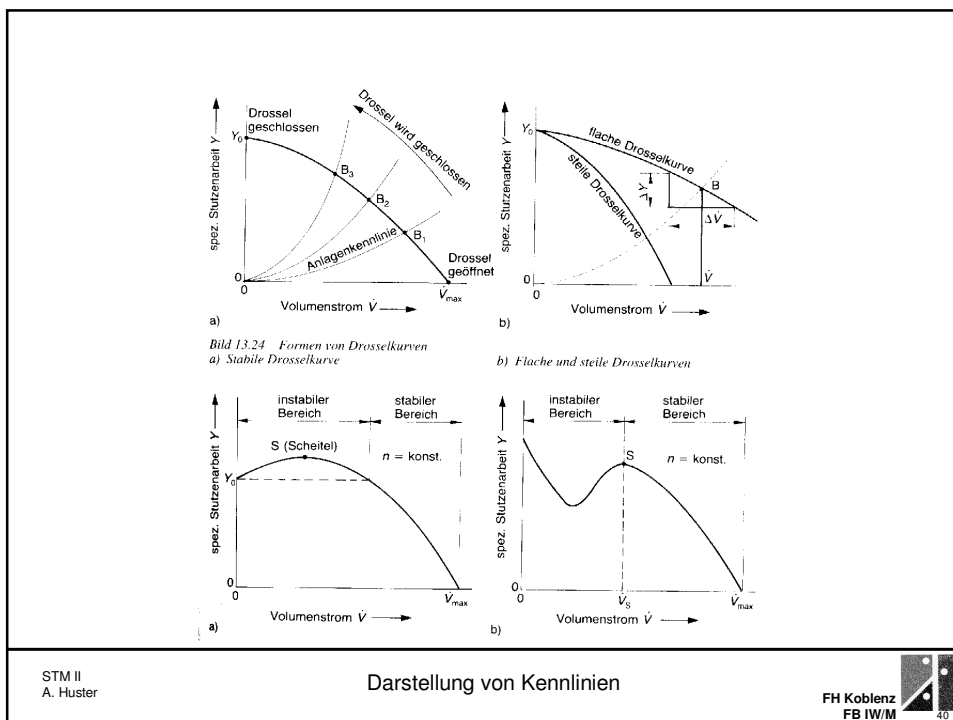 spez. Stutzenarbeit Y
Drossel
geschlossen
Y₀
Drossel wird geschlossen
B₃
B₂
B₁
Anlagenkennlinie
Drossel
geöffnet
0
0
V̇max
Volumenstrom V̇
a)
spez. Stutzenarbeit Y
Y₀
flache Drosselkurve
steile Drosselkurve
ΔY
B
ΔV̇
V̇
0
0
Volumenstrom V̇
b)
Bild 13.24 Formen von Drosselkurven
a) Stabile Drosselkurve
b) Flache und steile Drosselkurven
spez. Stutzenarbeit Y
instabiler
Bereich
stabiler
Bereich
S (Scheitel)
n = konst.
Y₀
0
0
V̇max
Volumenstrom V̇
a)
spez. Stutzenarbeit Y
instabiler
Bereich
stabiler
Bereich
S
n = konst.
0
0
V̇S
V̇max
Volumenstrom V̇
b)
STM II
A. Huster
Darstellung von Kennlinien
FH Koblenz
FB IW/M
40